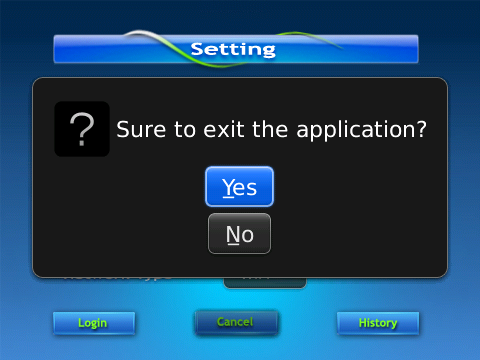 Setting
?
Sure to exit the application?
Yes
No
Login
Cancel
History